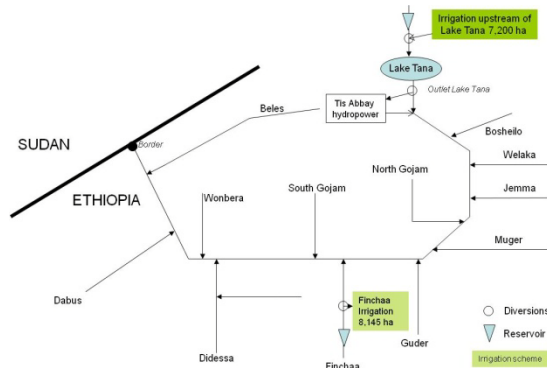 Irrigation upstream of
Lake Tana 7,200 ha
Lake Tana
Outlet Lake Tana
Tis Abbay
hydropower
Beles
Bosheilo
SUDAN
Border
Welaka
North Gojam
ETHIOPIA
South Gojam
Wonbera
Jemma
Muger
Dabus
Finchaa
Irrigation
8,145 ha
Diversions
Reservoir
Guder
Didessa
Irrigation scheme
Finchaa